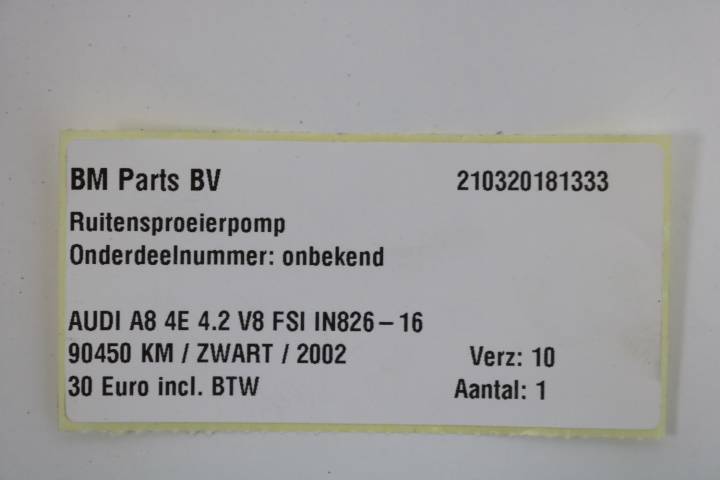 BM Parts BV 210320181333
Ruitensproeierpomp
Onderdeelnummer: onbekend
AUDI A8 4E 4.2 V8 FSI IN826-16
90450 KM / ZWART / 2002 Verz: 10
30 Euro incl. BTW Aantal: 1